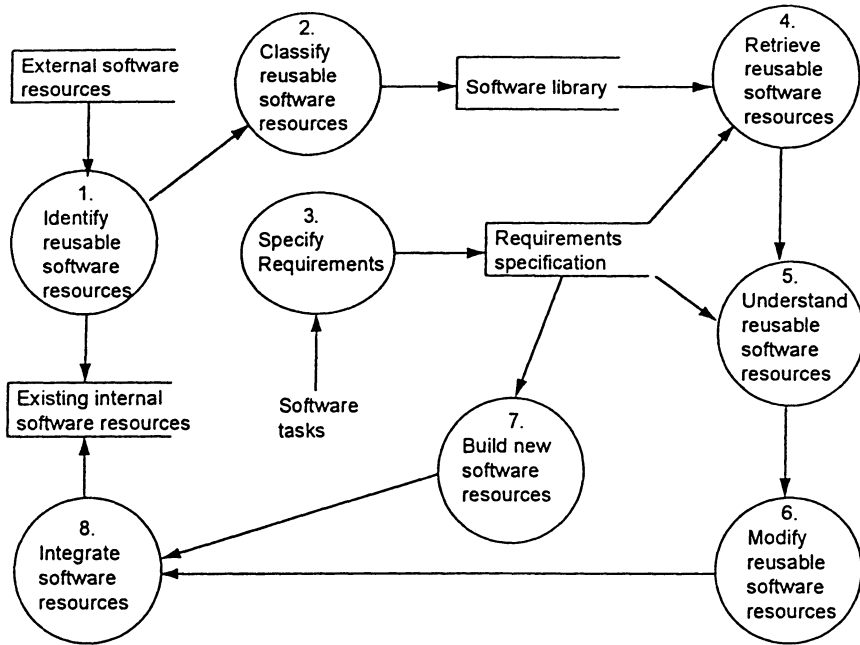 External software
resources
2.
Classify
reusable
software
resources
Software library
4.
Retrieve
reusable
software
resources
1.
Identify
reusable
software
resources
3.
Specify
Requirements
Requirements
specification
5.
Understand
reusable
software
resources
Existing internal
software resources
Software
tasks
7.
Build new
software
resources
6.
Modify
reusable
software
resources
8.
Integrate
software
resources